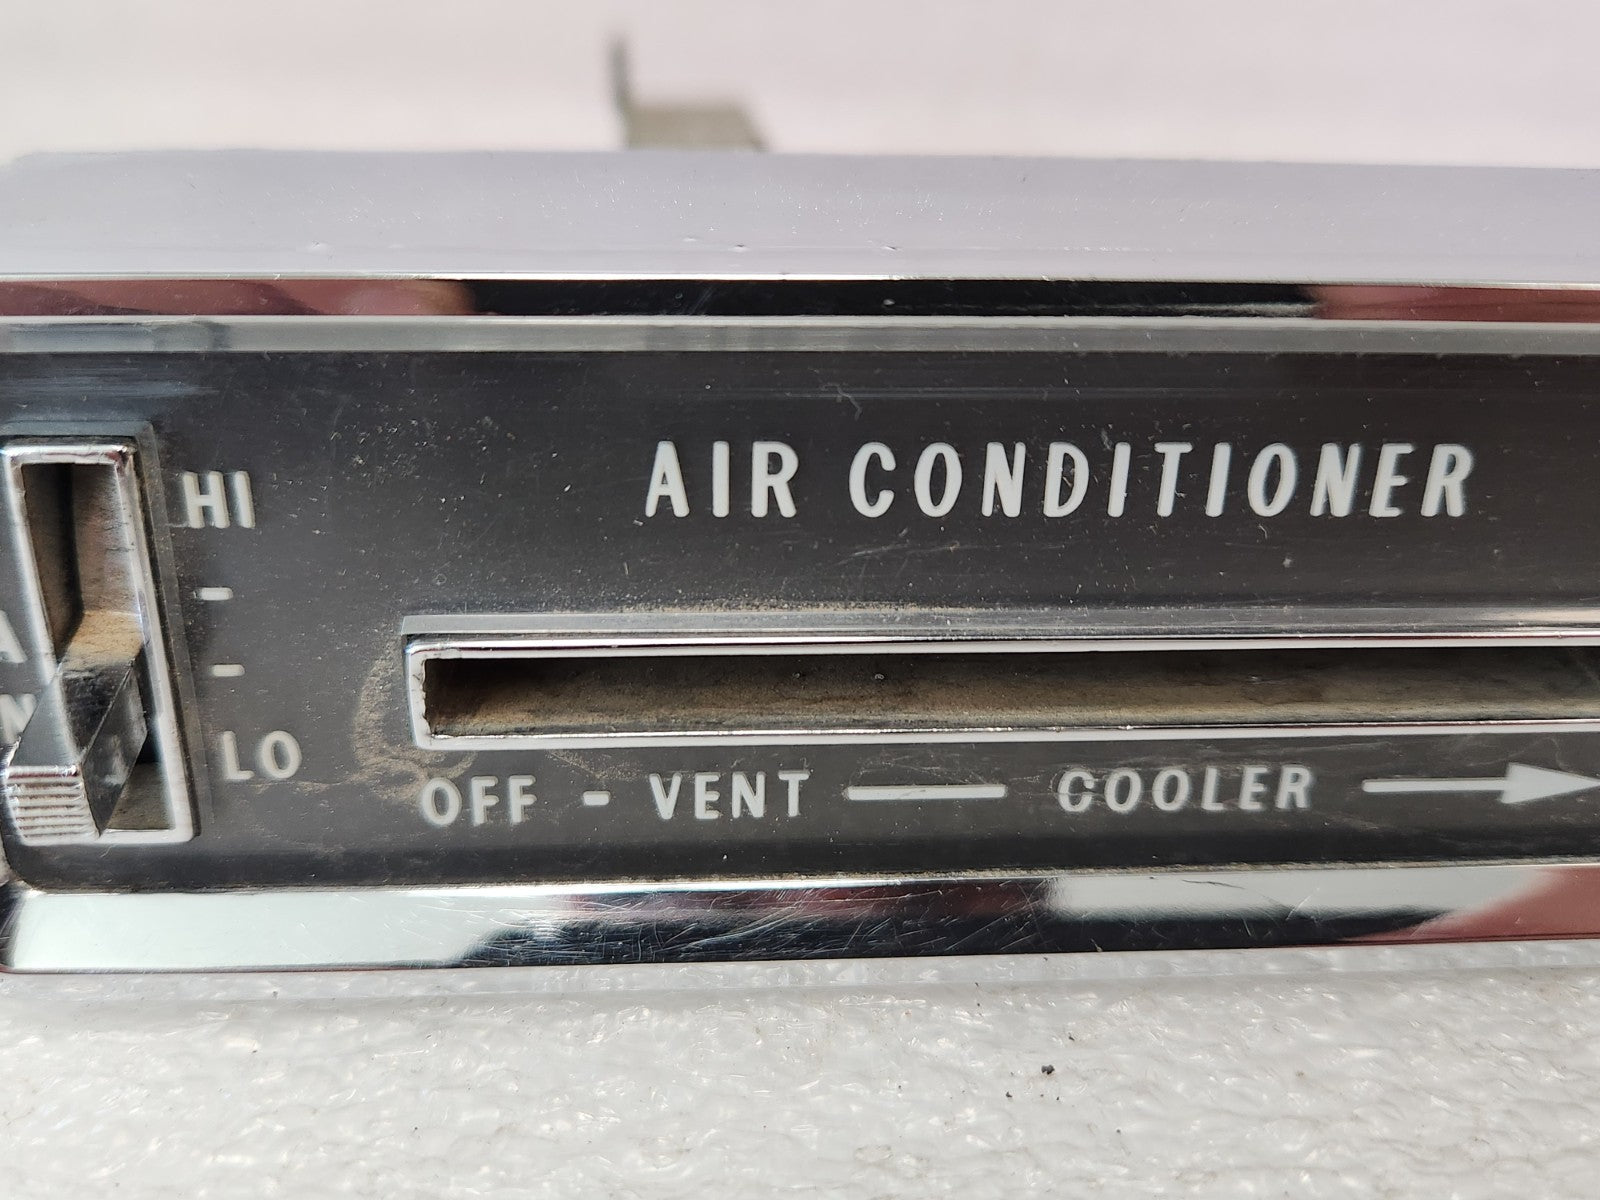 HI
AIR CONDITIONER
-
-
LO
OFF - VENT — COOLER →